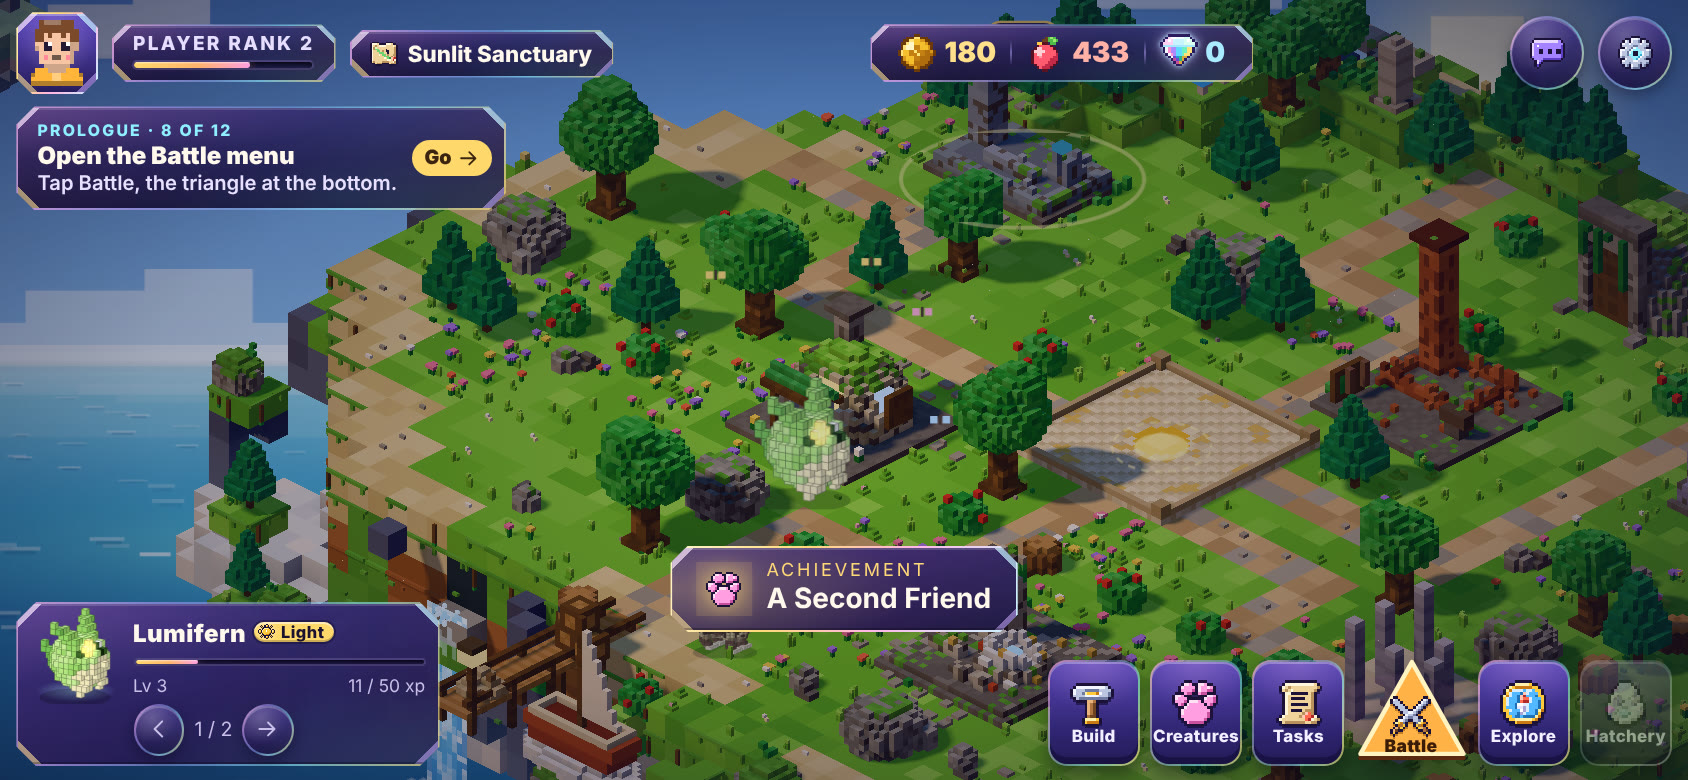 PLAYER RANK 2
Sunlit Sanctuary
180
433
0
PROLOGUE · 8 OF 12
Open the Battle menu
Tap Battle, the triangle at the bottom.
Go →
ACHIEVEMENT
A Second Friend
Lumifern
Light
Lv 3
11 / 50 xp
1 / 2
Build
Creatures
Tasks
Battle
Explore
Hatchery